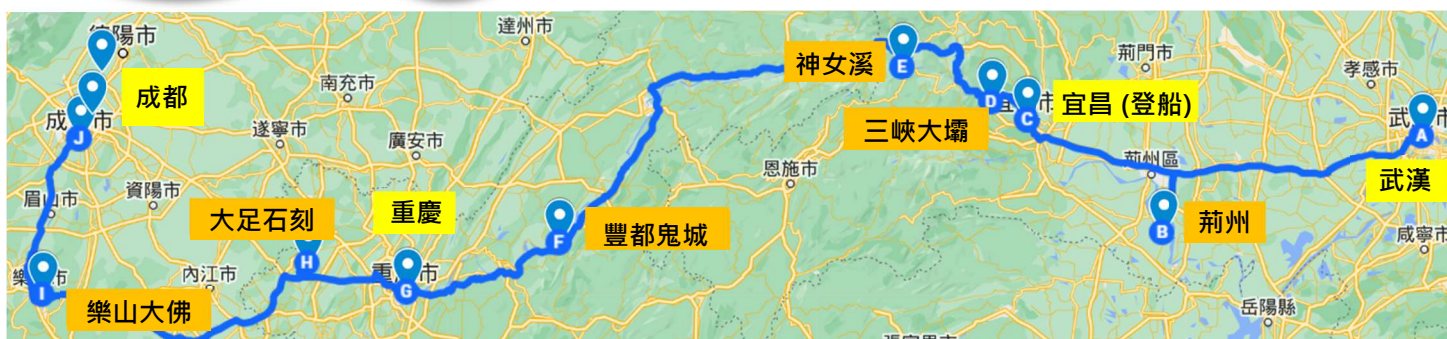 德陽市
達州市
成都
南充市
神女溪
E
荊門市
孝感市
成 市
J
遂寧市
廣安市
D
C
宜昌 (登船)
武 市
A
三峽大壩
恩施市
荊州區
武漢
眉山市
資陽市
大足石刻
重慶
F
豐都鬼城
B
荊州
咸寧市
樂 市
I
內江市
H
重 市
G
樂山大佛
岳陽縣